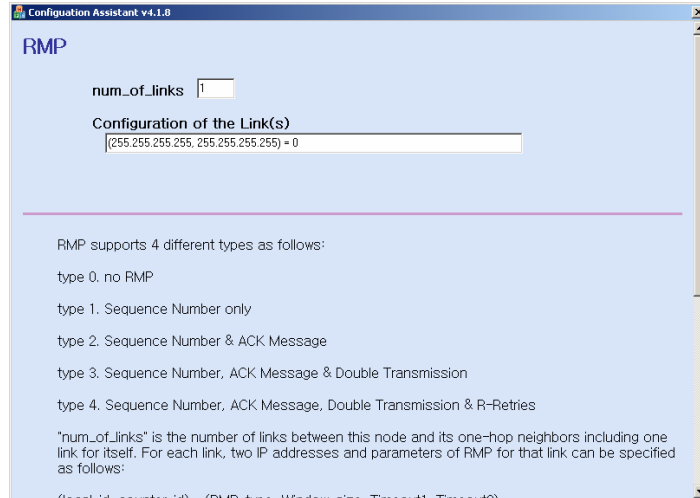 Configuation Assistant v4.1.8
RMP
num_of_links 1
Configuration of the Link(s)
(255.255.255.255, 255.255.255.255) = 0
RMP supports 4 different types as follows:
type 0. no RMP
type 1. Sequence Number only
type 2. Sequence Number & ACK Message
type 3. Sequence Number, ACK Message & Double Transmission
type 4. Sequence Number, ACK Message, Double Transmission & R-Retries
"num_of_links" is the number of links between this node and its one-hop neighbors including one
link for itself. For each link, two IP addresses and parameters of RMP for that link can be specified
as follows: